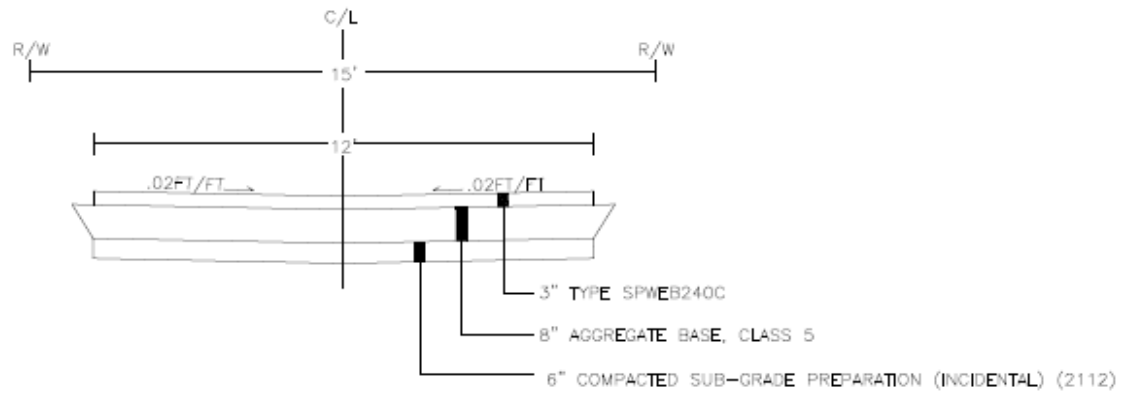 C/L
R/W
R/W
15'
12'
.02FT/FT
.02FT/FT
3" TYPE SPWEB240C
8" AGGREGATE BASE, CLASS 5
6" COMPACTED SUB-GRADE PREPARATION (INCIDENTAL) (2112)